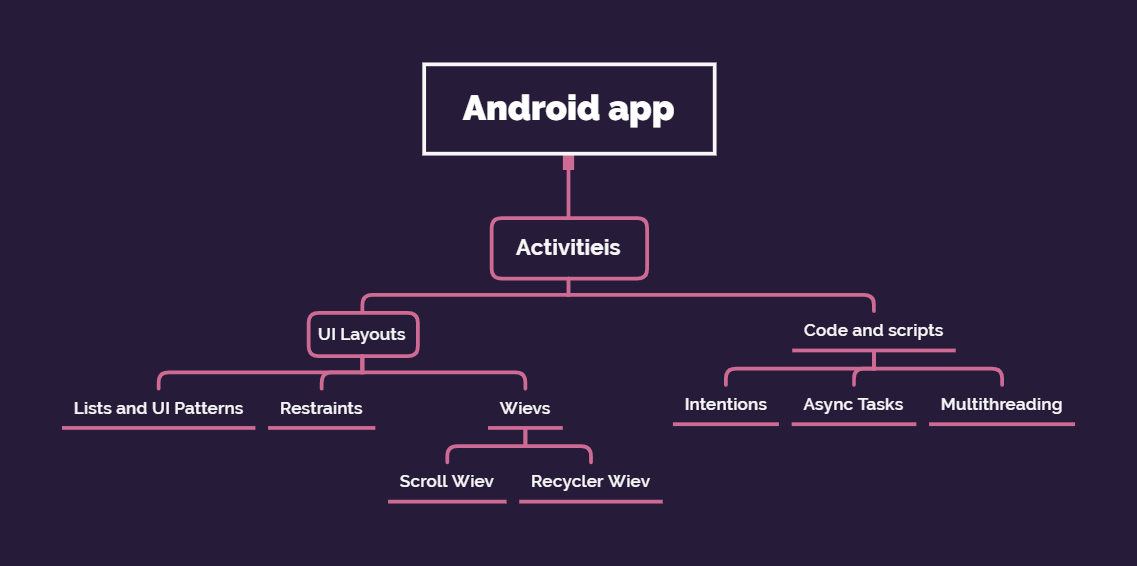 Android app
Activitieis
UI Layouts
Code and scripts
Lists and UI Patterns
Restraints
Wievs
Intentions
Async Tasks
Multithreading
Scroll Wiev
Recycler Wiev